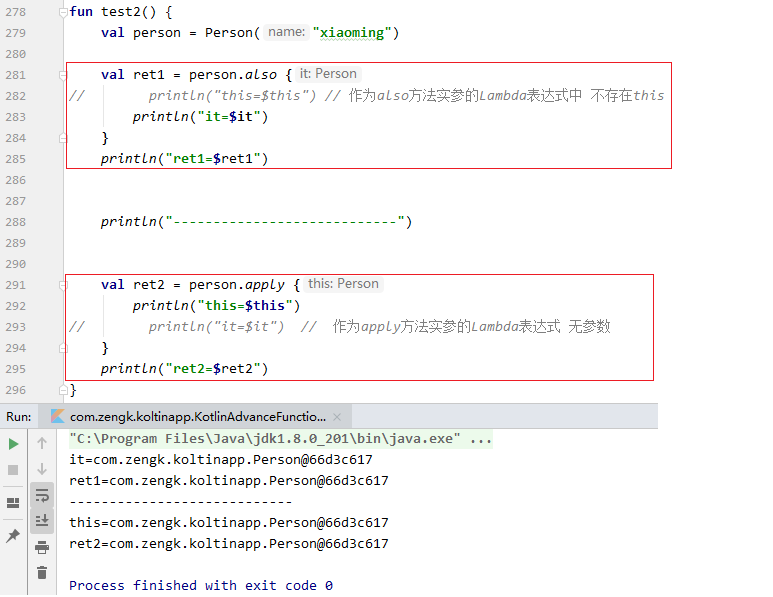 278 fun test2() {
279 val person = Person( name: "xiaoming")
280
281 val ret1 = person.also { it: Person
282 // println("this=$this") // 作为also方法实参的Lambda表达式中 不存在this
283 println("it=$it")
284 }
285 println("ret1=$ret1")
286
287
288 println("----------------------------")
289
290
291 val ret2 = person.apply { this: Person
292 println("this=$this")
293 // println("it=$it") // 作为apply方法实参的Lambda表达式 无参数
294 }
295 println("ret2=$ret2")
296 }
Run: com.zengk.koltinapp.KotlinAdvanceFunctio... ×
"C:\Program Files\Java\jdk1.8.0_201\bin\java.exe" ...
it=com.zengk.koltinapp.Person@66d3c617
ret1=com.zengk.koltinapp.Person@66d3c617
----------------------------
this=com.zengk.koltinapp.Person@66d3c617
ret2=com.zengk.koltinapp.Person@66d3c617
Process finished with exit code 0